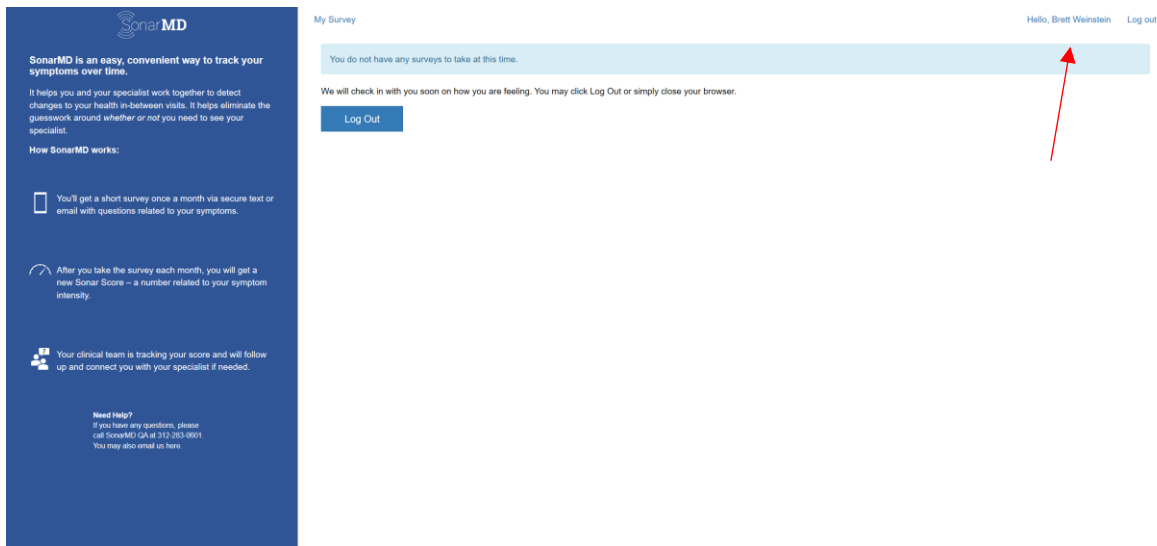 SonarMD
SonarMD is an easy, convenient way to track your
symptoms over time.
It helps you and your specialist work together to detect
changes to your health in-between visits. It helps eliminate the
guesswork around whether or not you need to see your
specialist.
How SonarMD works:
You'll get a short survey once a month via secure text or
email with questions related to your symptoms.
After you take the survey each month, you will get a
new Sonar Score – a number related to your symptom
intensity.
?
Your clinical team is tracking your score and will follow
up and connect you with your specialist if needed.
Need Help?
If you have any questions, please
call SonarMD QA at 312-283-0601.
You may also email us here.
My Survey
Hello, Brett Weinstein
Log out
You do not have any surveys to take at this time.
We will check in with you soon on how you are feeling. You may click Log Out or simply close your browser.
Log Out